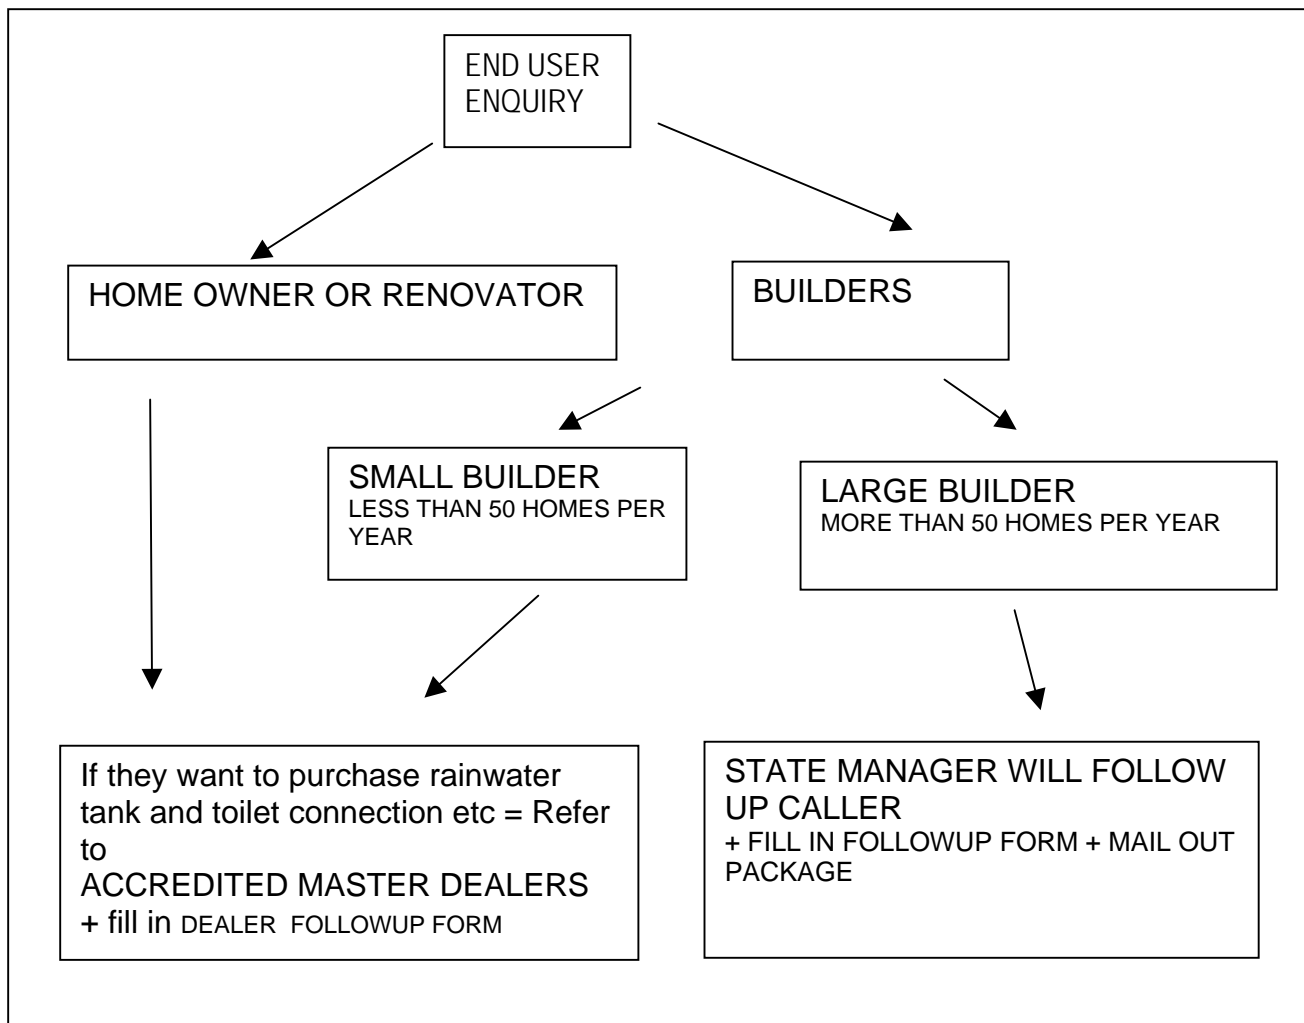 END USER
ENQUIRY
HOME OWNER OR RENOVATOR
BUILDERS
SMALL BUILDER
LESS THAN 50 HOMES PER
YEAR
LARGE BUILDER
MORE THAN 50 HOMES PER YEAR
If they want to purchase rainwater
tank and toilet connection etc = Refer
to
ACCREDITED MASTER DEALERS
+ fill in DEALER FOLLOWUP FORM
STATE MANAGER WILL FOLLOW
UP CALLER
+ FILL IN FOLLOWUP FORM + MAIL OUT
PACKAGE